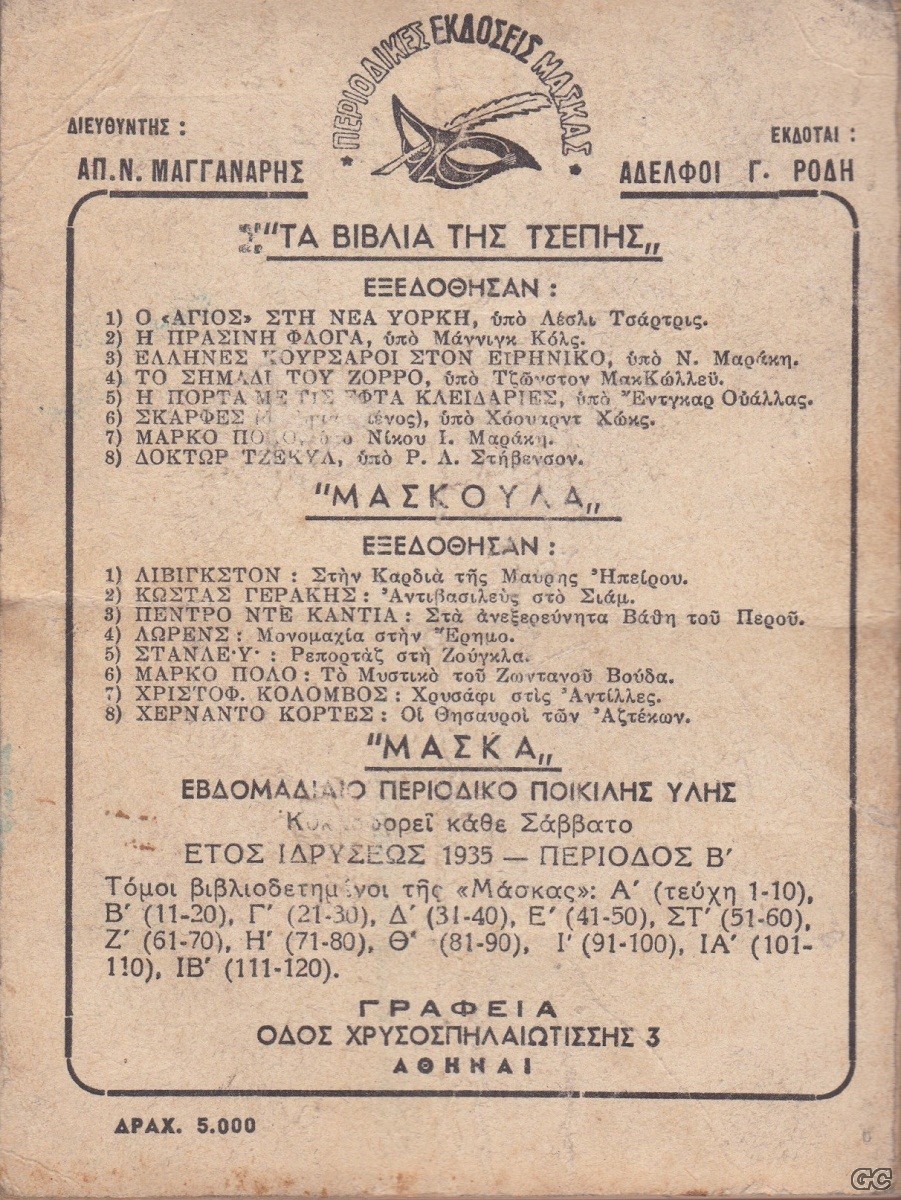 ΠΕΡΙΟΔΙΚΕΣ ΕΚΔΟΣΕΙΣ ΜΑΣΚΑΣ
ΔΙΕΥΘΥΝΤΗΣ :
ΑΠ. Ν. ΜΑΓΓΑΝΑΡΗΣ
ΕΚΔΟΤΑΙ :
ΑΔΕΛΦΟΙ Γ. ΡΟΔΗ
"ΤΑ ΒΙΒΛΙΑ ΤΗΣ ΤΣΕΠΗΣ„
ΕΞΕΔΟΘΗΣΑΝ :
1) Ο «ΑΓΙΟΣ» ΣΤΗ ΝΕΑ ΥΟΡΚΗ, ὑπὸ Λέσλι Τσάρτρις.
2) Η ΠΡΑΣΙΝΗ ΦΛΟΓΑ, ὑπὸ Μάννιγκ Κόλς.
3) ΕΛΛΗΝΕΣ ΚΟΥΡΣΑΡΟΙ ΣΤΟΝ ΕΙΡΗΝΙΚΟ, ὑπὸ Ν. Μαράκη.
4) ΤΟ ΣΗΜΑΔΙ ΤΟΥ ΖΟΡΡΟ, ὑπὸ Τζῶνστον ΜακΚῶλλεϋ.
5) Η ΠΟΡΤΑ ΜΕ ΤΙΣ ΕΦΤΑ ΚΛΕΙΔΑΡΙΕΣ, ὑπὸ Ἔντγκαρ Οὐάλλας.
6) ΣΚΑΡΦΕΣ ὑπὸ Χόουαρντ Χῶκς.
7) ΜΑΡΚΟ ΠΟΛΟ, ὑπὸ Νίκου Ι. Μαράκη.
8) ΔΟΚΤΩΡ ΤΖΕΚΥΛ, ὑπὸ Ρ. Λ. Στήβενσον.
"ΜΑΣΚΟΥΛΑ„
ΕΞΕΔΟΘΗΣΑΝ :
1) ΛΙΒΙΓΚΣΤΟΝ : Στὴν Καρδιὰ τῆς Μαυρης Ἠπείρου.
2) ΚΩΣΤΑΣ ΓΕΡΑΚΗΣ : Ἀντιβασιλεὺς στὸ Σιάμ.
3) ΠΕΝΤΡΟ ΝΤΕ ΚΑΝΤΙΑ : Στὰ ἀνεξερεύνητα Βάθη τοῦ Περοῦ.
4) ΛΩΡΕΝΣ : Μονομαχία στὴν Ἔρημο.
5) ΣΤΑΝΛΕ·Υ· : Ρεπορτὰζ στὴ Ζούγκλα.
6) ΜΑΡΚΟ ΠΟΛΟ : Τὸ Μυστικὸ τοῦ Ζωντανοῦ Βούδα.
7) ΧΡΙΣΤΟΦ. ΚΟΛΟΜΒΟΣ : Χρυσάφι στὶς Ἀντίλλες.
8) ΧΕΡΝΑΝΤΟ ΚΟΡΤΕΣ : Οἱ Θησαυροὶ τῶν Ἀζτέκων.
"ΜΑΣΚΑ„
ΕΒΔΟΜΑΔΙΑΙΟ ΠΕΡΙΟΔΙΚΟ ΠΟΙΚΙΛΗΣ ΥΛΗΣ
Κυκλοφορεῖ κάθε Σάββατο
ΕΤΟΣ ΙΔΡΥΣΕΩΣ 1935 — ΠΕΡΙΟΔΟΣ Β′
Τόμοι βιβλιοδετημένοι τῆς «Μάσκας»: Α′ (τεύχη 1-10),
Β′ (11-20), Γ′ (21-30), Δ′ (31-40), Ε′ (41-50), ΣΤ′ (51-60),
Ζ′ (61-70), Η′ (71-80), Θ′ (81-90), Ι′ (91-100), ΙΑ′ (101-
110), ΙΒ′ (111-120).
ΓΡΑΦΕΙΑ
ΟΔΟΣ ΧΡΥΣΟΣΠΗΛΑΙΩΤΙΣΣΗΣ 3
ΑΘΗΝΑΙ
ΔΡΑΧ. 5.000
GC